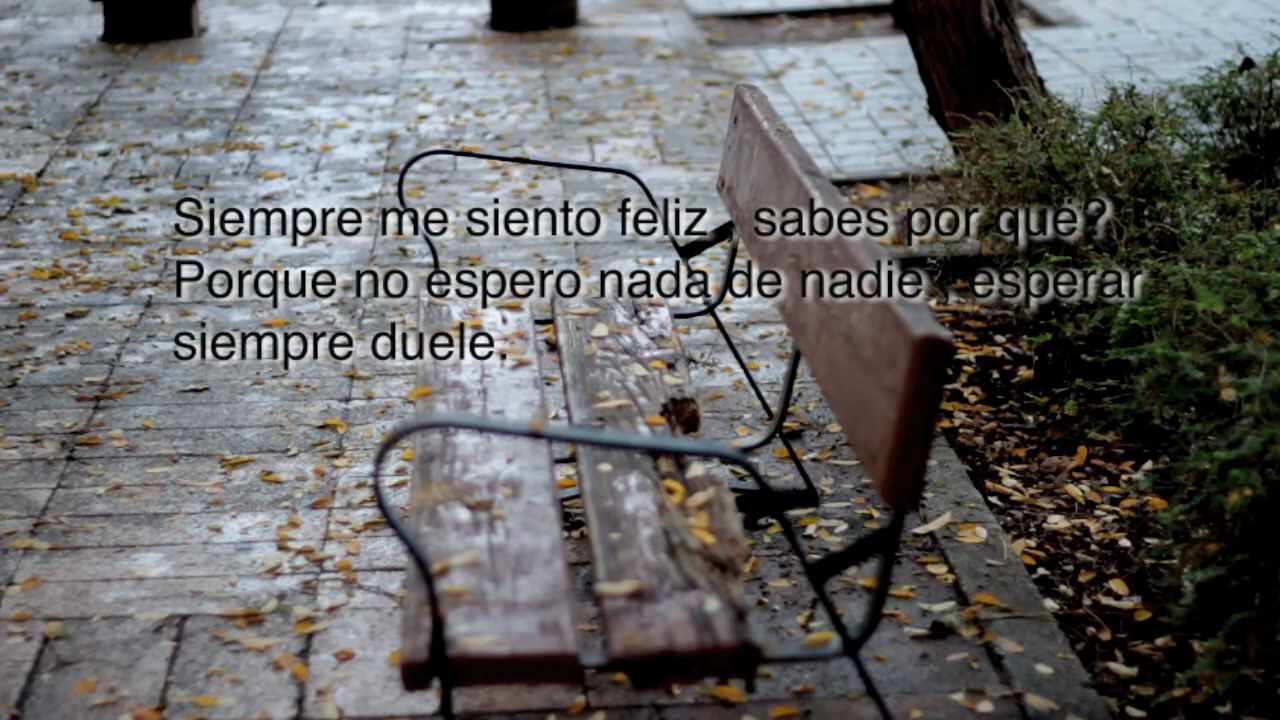 Siempre me siento feliz , sabes por qué?
Porque no espero nada de nadie , esperar
siempre duele.